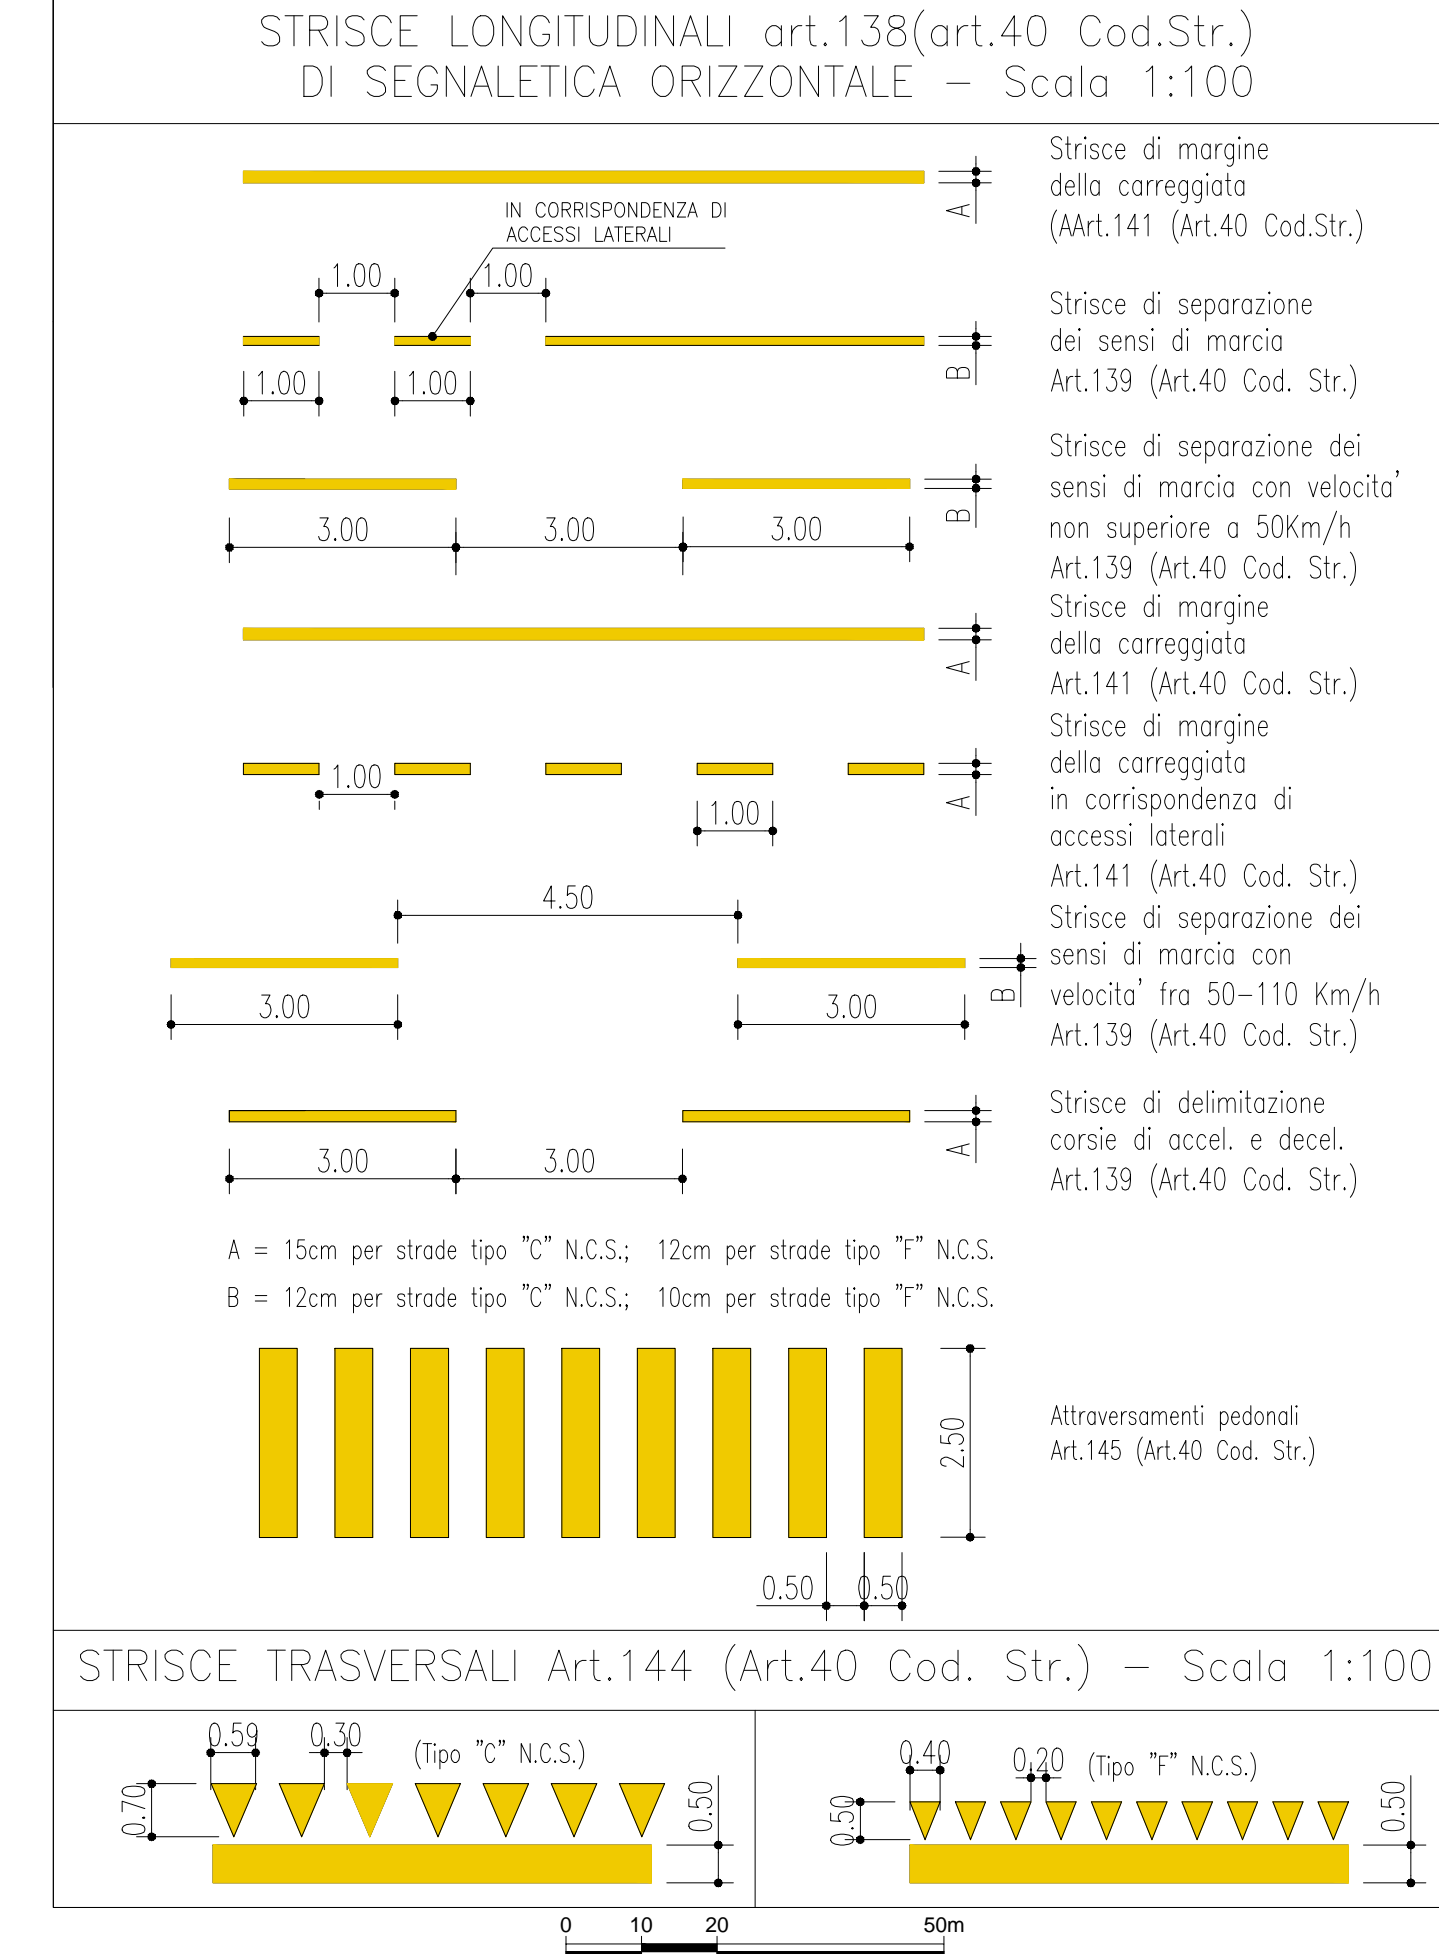 STRISCE LONGITUDINALI art.138(art.40 Cod.Str.)
DI SEGNALETICA ORIZZONTALE – Scala 1:100
Strisce di margine
della carreggiata
(AArt.141 (Art.40 Cod.Str.)
A
IN CORRISPONDENZA DI
ACCESSI LATERALI
1.00
1.00
1.00
1.00
B
Strisce di separazione
dei sensi di marcia
Art.139 (Art.40 Cod. Str.)
3.00
3.00
3.00
B
Strisce di separazione dei
sensi di marcia con velocita'
non superiore a 50Km/h
Art.139 (Art.40 Cod. Str.)
A
Strisce di margine
della carreggiata
Art.141 (Art.40 Cod. Str.)
1.00
1.00
A
Strisce di margine
della carreggiata
in corrispondenza di
accessi laterali
Art.141 (Art.40 Cod. Str.)
4.50
3.00
3.00
B
Strisce di separazione dei
sensi di marcia con
velocita' fra 50–110 Km/h
Art.139 (Art.40 Cod. Str.)
3.00
3.00
A
Strisce di delimitazione
corsie di accel. e decel.
Art.139 (Art.40 Cod. Str.)
A = 15cm per strade tipo "C" N.C.S.; 12cm per strade tipo "F" N.C.S.
B = 12cm per strade tipo "C" N.C.S.; 10cm per strade tipo "F" N.C.S.
2.50
0.50
0.50
Attraversamenti pedonali
Art.145 (Art.40 Cod. Str.)
STRISCE TRASVERSALI Art.144 (Art.40 Cod. Str.) – Scala 1:100
0.59
0.30
(Tipo "C" N.C.S.)
0.70
0.50
0.40
0.20
(Tipo "F" N.C.S.)
0.50
0.50
0 10 20 50m